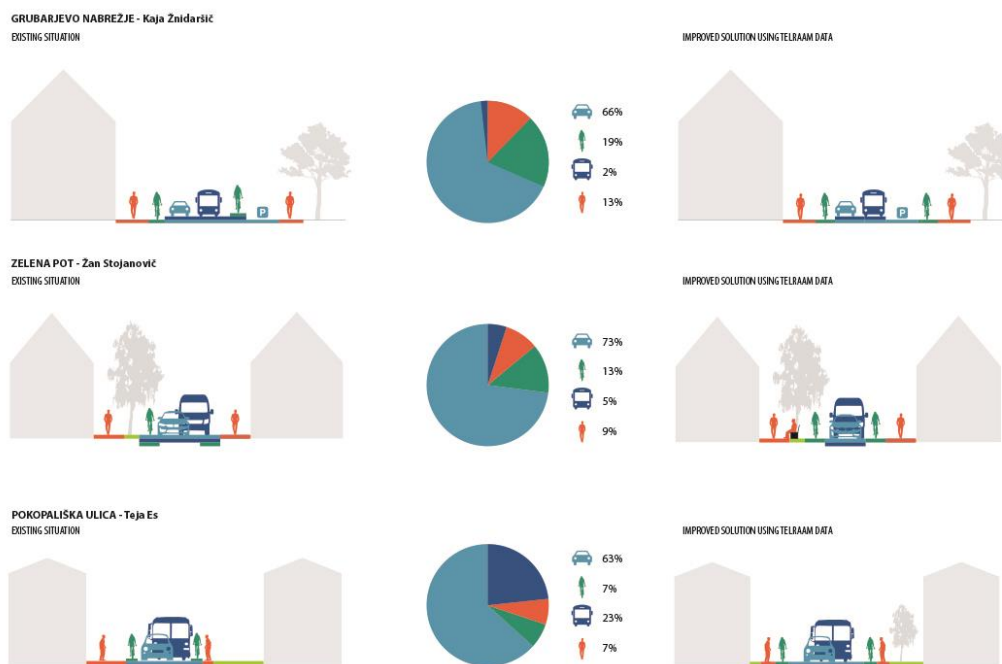 GRUBARJEVO NABREŽJE - Kaja Žnidaršič
EXISTING SITUATION
IMPROVED SOLUTION USING TELRAAM DATA
66%
19%
2%
13%
P
P
ZELENA POT - Žan Stojanovič
EXISTING SITUATION
IMPROVED SOLUTION USING TELRAAM DATA
73%
13%
5%
9%
POKOPALIŠKA ULICA - Teja Es
EXISTING SITUATION
IMPROVED SOLUTION USING TELRAAM DATA
63%
7%
23%
7%